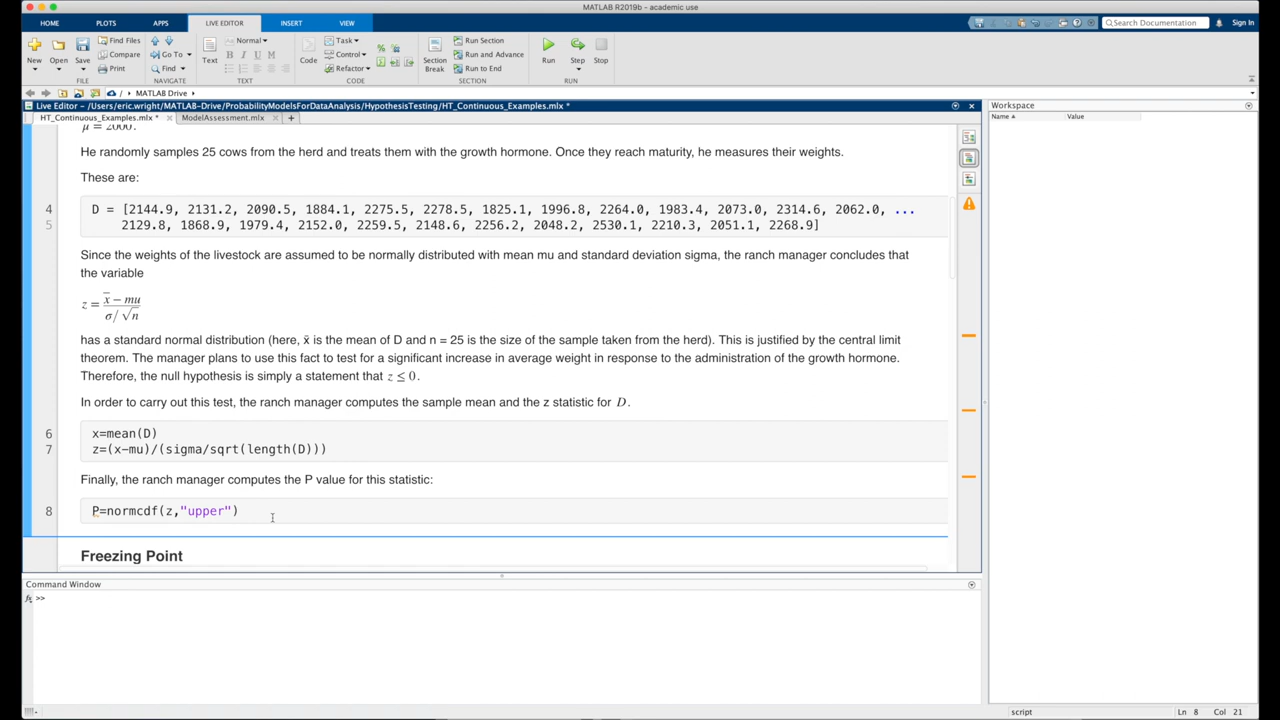 MATLAB R2019b - academic use
HOME PLOTS APPS LIVE EDITOR INSERT VIEW Search Documentation Sign In
New Open Save Find Files Compare Print Go To Find Text Normal B I U M Code Task Control Refactor Section Break Run Section Run and Advance Run to End Run Step Stop
FILE NAVIGATE TEXT CODE SECTION RUN
/ MATLAB Drive
Live Editor - /Users/eric.wright/MATLAB-Drive/ProbabilityModelsForDataAnalysis/HypothesisTesting/HT_Continuous_Examples.mlx *
Workspace
HT_Continuous_Examples.mlx * ModelAssessment.mlx
Name Value
μ = 2000.
He randomly samples 25 cows from the herd and treats them with the growth hormone. Once they reach maturity, he measures their weights.
These are:
4 D = [2144.9, 2131.2, 2090.5, 1884.1, 2275.5, 2278.5, 1825.1, 1996.8, 2264.0, 1983.4, 2073.0, 2314.6, 2062.0, ...
5 2129.8, 1868.9, 1979.4, 2152.0, 2259.5, 2148.6, 2256.2, 2048.2, 2530.1, 2210.3, 2051.1, 2268.9]
Since the weights of the livestock are assumed to be normally distributed with mean mu and standard deviation sigma, the ranch manager concludes that
the variable
z = (x̄ − mu) / (σ/ √n)
has a standard normal distribution (here, x̄ is the mean of D and n = 25 is the size of the sample taken from the herd). This is justified by the central limit
theorem. The manager plans to use this fact to test for a significant increase in average weight in response to the administration of the growth hormone.
Therefore, the null hypothesis is simply a statement that z ≤ 0.
In order to carry out this test, the ranch manager computes the sample mean and the z statistic for D.
6 x=mean(D)
7 z=(x-mu)/(sigma/sqrt(length(D)))
Finally, the ranch manager computes the P value for this statistic:
8 P=normcdf(z,"upper")
Freezing Point
Command Window
fx >>
script Ln 8 Col 21